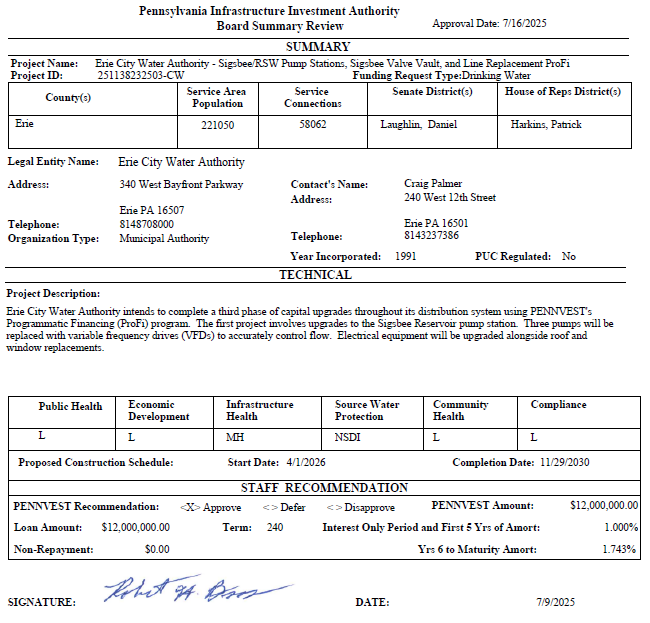 Pennsylvania Infrastructure Investment Authority
Board Summary Review
Approval Date: 7/16/2025
SUMMARY
Project Name: Erie City Water Authority - Sigsbee/RSW Pump Stations, Sigsbee Valve Vault, and Line Replacement ProFi
Project ID: 251138232503-CW Funding Request Type:Drinking Water
County(s) Service Area Population Service Connections Senate District(s) House of Reps District(s)
Erie 221050 58062 Laughlin, Daniel Harkins, Patrick
Legal Entity Name: Erie City Water Authority
Address: 340 West Bayfront Parkway Contact's Name: Craig Palmer
Address: 240 West 12th Street
Erie PA 16507 Erie PA 16501
Telephone: 8148708000
Organization Type: Municipal Authority Telephone: 8143237386
Year Incorporated: 1991 PUC Regulated: No
TECHNICAL
Project Description:
Erie City Water Authority intends to complete a third phase of capital upgrades throughout its distribution system using PENNVEST's
Programmatic Financing (ProFi) program. The first project involves upgrades to the Sigsbee Reservoir pump station. Three pumps will be
replaced with variable frequency drives (VFDs) to accurately control flow. Electrical equipment will be upgraded alongside roof and
window replacements.
Public Health Economic Development Infrastructure Health Source Water Protection Community Health Compliance
L L MH NSDI L L
Proposed Construction Schedule: Start Date: 4/1/2026 Completion Date: 11/29/2030
STAFF RECOMMENDATION
PENNVEST Recommendation: <X> Approve < > Defer < > Disapprove PENNVEST Amount: $12,000,000.00
Loan Amount: $12,000,000.00 Term: 240 Interest Only Period and First 5 Yrs of Amort: 1.000%
Non-Repayment: $0.00 Yrs 6 to Maturity Amort: 1.743%
SIGNATURE: DATE: 7/9/2025